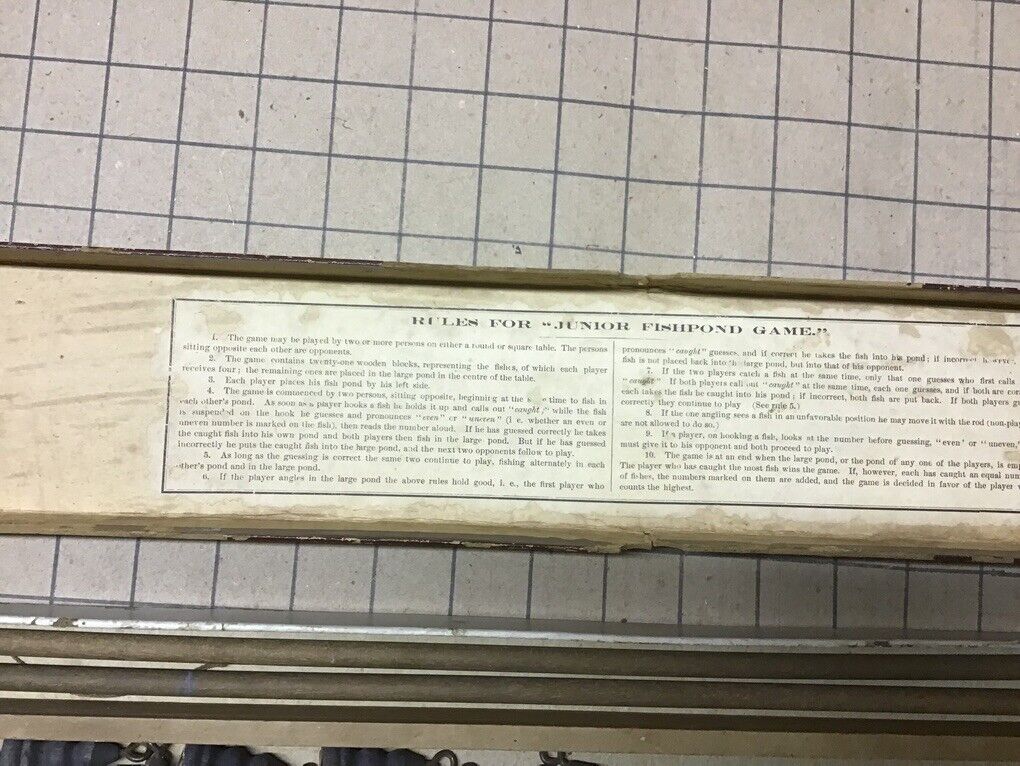 RULES FOR "JUNIOR FISHPOND GAME."
1. The game may be played by two or more persons on either a round or square table. The persons
sitting opposite each other are opponents.
2. The game contains twenty-one wooden blocks, representing the fishes, of which each player
receives four; the remaining ones are placed in the large pond in the centre of the table.
3. Each player places his fish pond by his left side.
4. The game is commenced by two persons, sitting opposite, beginning at the time to fish in
each other's pond. As soon as a player hooks a fish he holds it up and calls out "caught," while the fish
is suspended on the hook he guesses and pronounces "even" or "uneven" (i e. whether an even or
uneven number is marked on the fish), then reads the number aloud. If he has guessed correctly he takes
the caught fish into his own pond and both players then fish in the large pond. But if he has guessed
incorrectly he puts the caught fish into the large pond, and the next two opponents follow to play.
5. As long as the guessing is correct the same two continue to play, fishing alternately in each
other's pond and in the large pond.
6. If the player angles in the large pond the above rules hold good, i. e., the first player who
pronounces "caught" guesses, and if correct he takes the fish into his pond; if incorrect
fish is not placed back into large pond, but into that of his opponent.
7. If the two players catch a fish at the same time, only that one guesses who first calls
"caught" If both players call out "caught" at the same time, each one guesses, and if both are
each takes the fish he caught into his pond; if incorrect, both fish are put back. If both players
correctly they continue to play (See rule 5.)
8. If the one angling sees a fish in an unfavorable position he may move it with the rod
are not allowed to do so.)
9. If a player, on hooking a fish, looks at the number before guessing, "even' or "uneven,"
must give it to his opponent and both proceed to play.
10. The game is at an end when the large pond, or the pond of any one of the players, is
The player who has caught the most fish wins the game. If, however, each has caught an equal
of fishes, the numbers marked on them are added, and the game is decided in favor of the player
counts the highest.